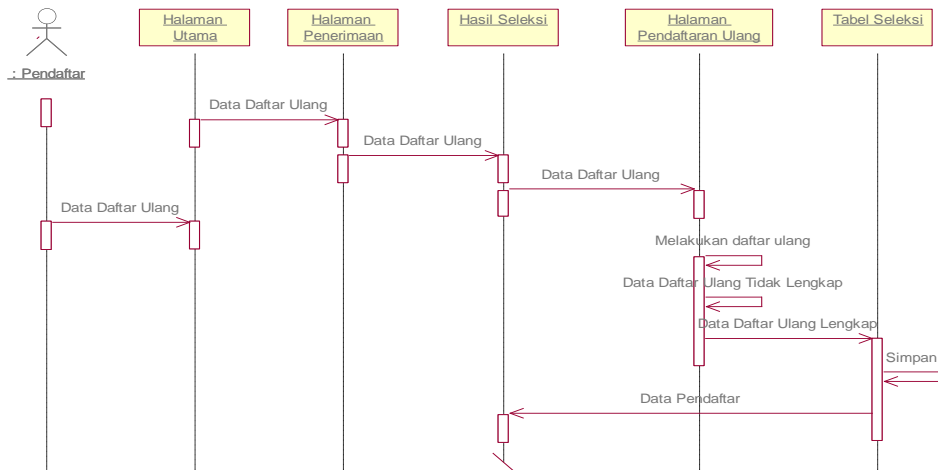 Halaman
Utama
Halaman
Penerimaan
Hasil Seleksi
Halaman
Pendaftaran Ulang
Tabel Seleksi
: Pendaftar
Data Daftar Ulang
Data Daftar Ulang
Data Daftar Ulang
Data Daftar Ulang
Melakukan daftar ulang
Data Daftar Ulang Tidak Lengkap
Data Daftar Ulang Lengkap
Simpan
Data Pendaftar